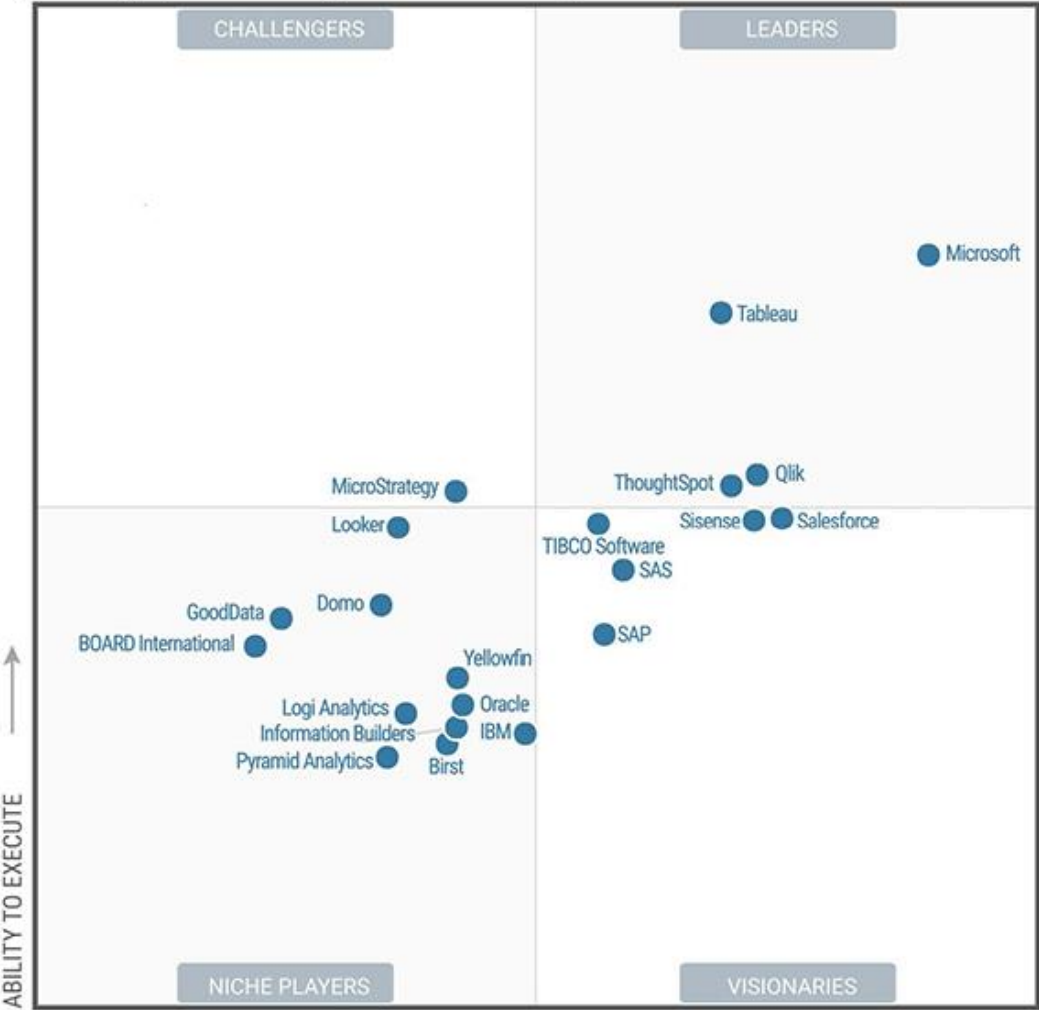 CHALLENGERS
LEADERS
Microsoft
Tableau
MicroStrategy
ThoughtSpot
Qlik
Looker
Sisense
Salesforce
TIBCO Software
SAS
Domo
GoodData
BOARD International
SAP
Yellowfin
Logi Analytics
Oracle
Information Builders
IBM
Pyramid Analytics
Birst
ABILITY TO EXECUTE
NICHE PLAYERS
VISIONARIES